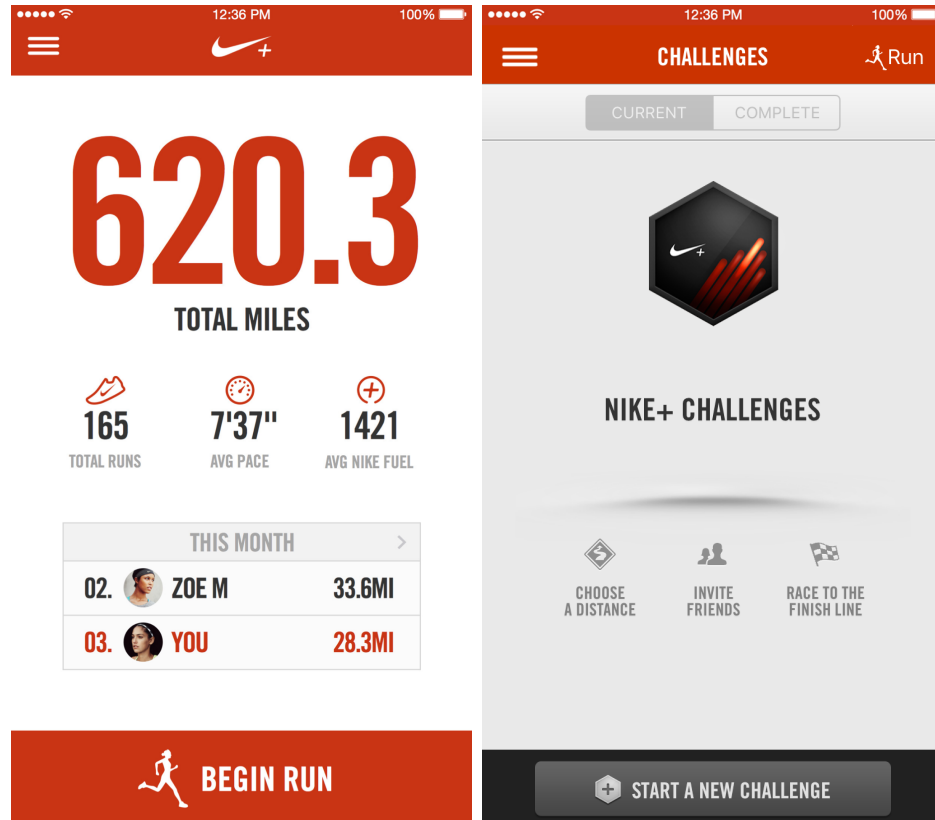 12:36 PM 100%
620.3
TOTAL MILES
165 7'37" 1421
TOTAL RUNS AVG PACE AVG NIKE FUEL
THIS MONTH
02. ZOE M 33.6MI
03. YOU 28.3MI
BEGIN RUN
12:36 PM 100%
CHALLENGES Run
CURRENT COMPLETE
NIKE+ CHALLENGES
CHOOSE INVITE RACE TO THE
A DISTANCE FRIENDS FINISH LINE
START A NEW CHALLENGE